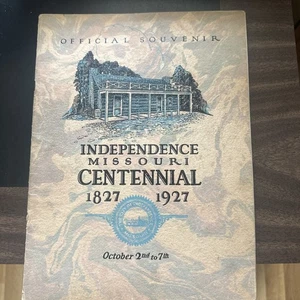 OFFICIAL SOUVENIR
INDEPENDENCE
MISSOURI
CENTENNIAL
1827 1927
October 2nd to 7th